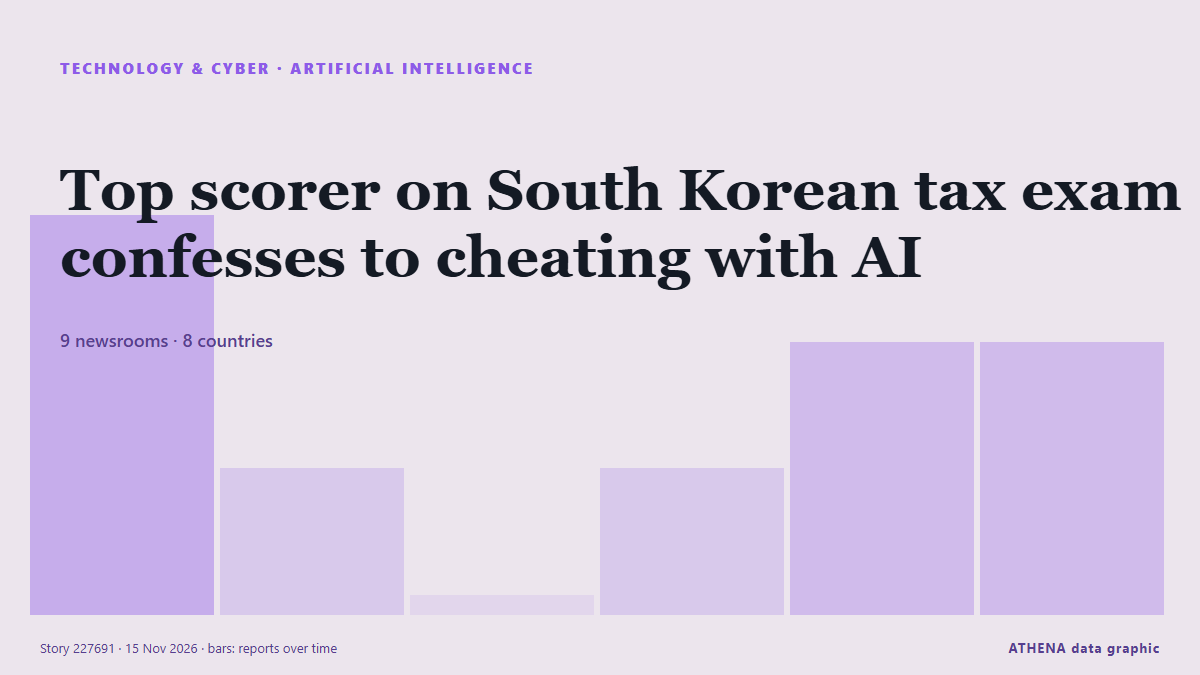 TECHNOLOGY & CYBER · ARTIFICIAL INTELLIGENCE
Top scorer on South Korean tax exam
confesses to cheating with AI
9 newsrooms · 8 countries
Story 227691 · 15 Nov 2026 · bars: reports over time
ATHENA data graphic